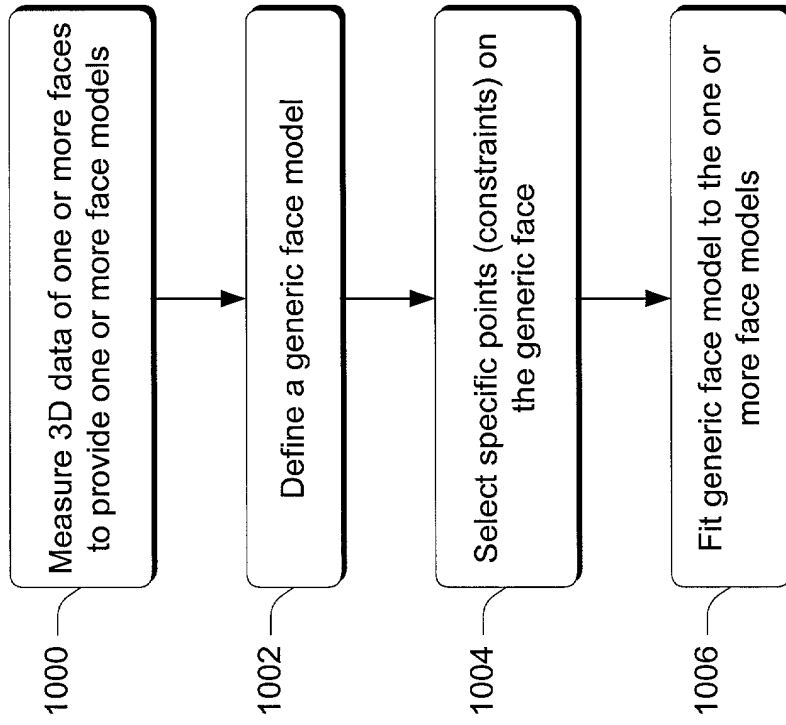 1000
Measure 3D data of one or more faces
to provide one or more face models
1002
Define a generic face model
1004
Select specific points (constraints) on
the generic face
1006
Fit generic face model to the one or
more face models